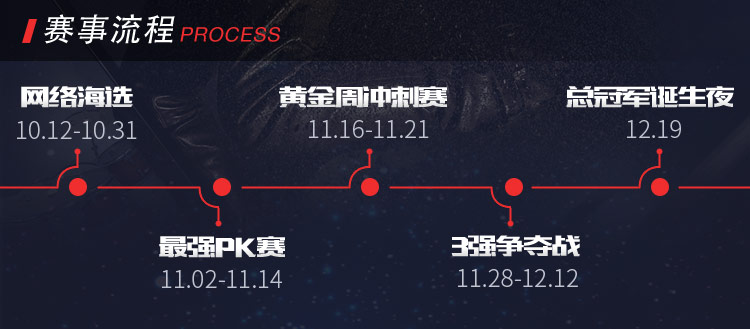 赛事流程 PROCESS
网络海选
10.12-10.31
最强PK赛
11.02-11.14
黄金周冲刺赛
11.16-11.21
3强争夺战
11.28-12.12
总冠军诞生夜
12.19